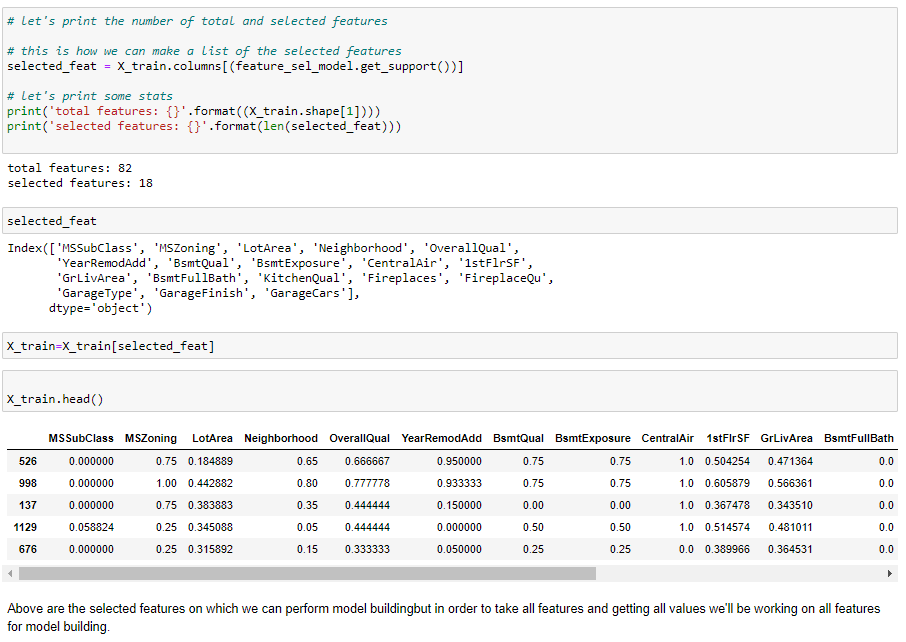 # let's print the number of total and selected features
# this is how we can make a list of the selected features
selected_feat = X_train.columns[(feature_sel_model.get_support())]
# let's print some stats
print('total features: {}'.format((X_train.shape[1])))
print('selected features: {}'.format(len(selected_feat)))
total features: 82
selected features: 18
selected_feat
Index(['MSSubClass', 'MSZoning', 'LotArea', 'Neighborhood', 'OverallQual',
'YearRemodAdd', 'BsmtQual', 'BsmtExposure', 'CentralAir', '1stFlrSF',
'GrLivArea', 'BsmtFullBath', 'KitchenQual', 'Fireplaces', 'FireplaceQu',
'GarageType', 'GarageFinish', 'GarageCars'],
dtype='object')
X_train=X_train[selected_feat]
X_train.head()
MSSubClass MSZoning LotArea Neighborhood OverallQual YearRemodAdd BsmtQual BsmtExposure CentralAir 1stFlrSF GrLivArea BsmtFullBath
526 0.000000 0.75 0.184889 0.65 0.666667 0.950000 0.75 0.75 1.0 0.504254 0.471364 0.0
998 0.000000 1.00 0.442882 0.80 0.777778 0.933333 0.75 0.75 1.0 0.605879 0.566361 0.0
137 0.000000 0.75 0.383883 0.35 0.444444 0.150000 0.00 0.00 1.0 0.367478 0.343510 0.0
1129 0.058824 0.25 0.345088 0.05 0.444444 0.000000 0.50 0.50 1.0 0.514574 0.481011 0.0
676 0.000000 0.25 0.315892 0.15 0.333333 0.050000 0.25 0.25 0.0 0.389966 0.364531 0.0
Above are the selected features on which we can perform model buildingbut in order to take all features and getting all values we'll be working on all features
for model building.